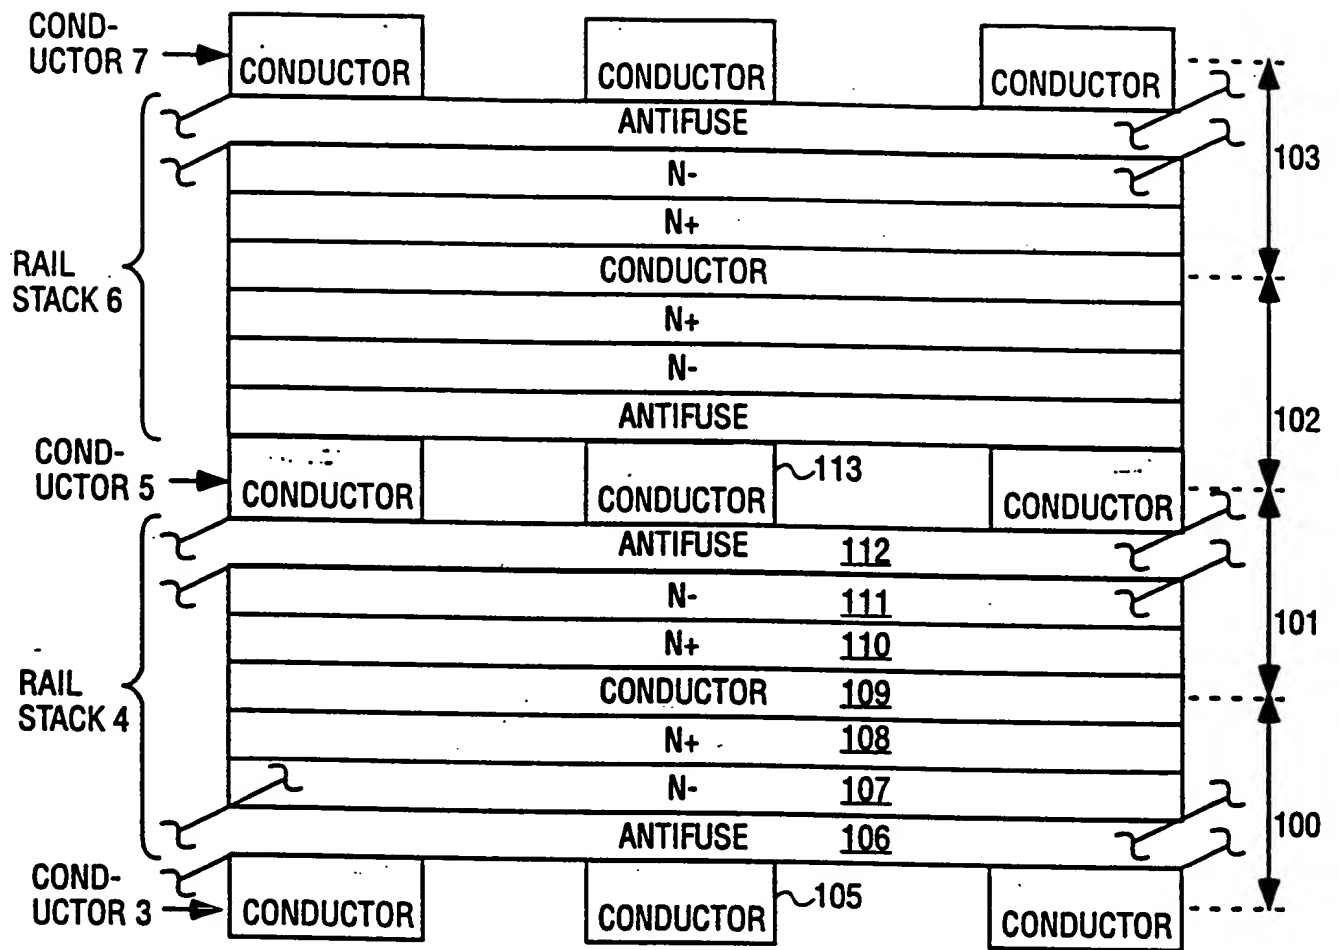 COND-
UCTOR 7
CONDUCTOR CONDUCTOR CONDUCTOR
ANTIFUSE
103
N-
N+
RAIL
STACK 6
CONDUCTOR
N+
N-
102
ANTIFUSE
COND-
UCTOR 5
113
CONDUCTOR CONDUCTOR CONDUCTOR
ANTIFUSE 112
N- 111
101
N+ 110
RAIL
STACK 4
CONDUCTOR 109
N+ 108
N- 107
100
ANTIFUSE 106
COND-
UCTOR 3
105
CONDUCTOR CONDUCTOR CONDUCTOR